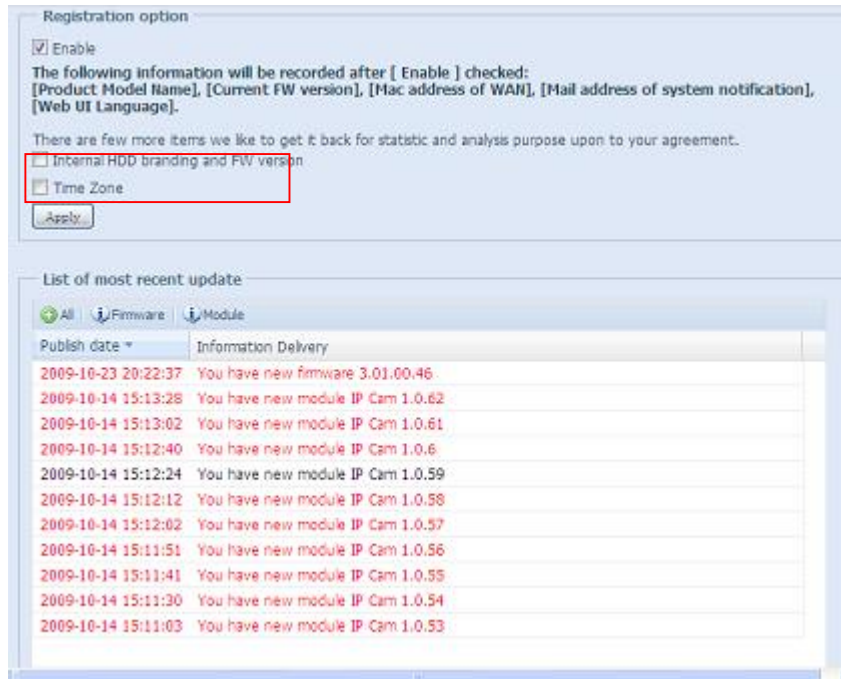 Registration option
Enable
The following information will be recorded after [ Enable ] checked:
[Product Model Name], [Current FW version], [Mac address of WAN], [Mail address of system notification],
[Web UI Language].
There are few more items we like to get it back for statistic and analysis purpose upon to your agreement.
Internal HDD branding and FW version
Time Zone
Apply
List of most recent update
All Firmware Module
Publish date Information Delivery
2009-10-23 20:22:37 You have new firmware 3.01.00.46
2009-10-14 15:13:28 You have new module IP Cam 1.0.62
2009-10-14 15:13:02 You have new module IP Cam 1.0.61
2009-10-14 15:12:40 You have new module IP Cam 1.0.6
2009-10-14 15:12:24 You have new module IP Cam 1.0.59
2009-10-14 15:12:12 You have new module IP Cam 1.0.58
2009-10-14 15:12:02 You have new module IP Cam 1.0.57
2009-10-14 15:11:51 You have new module IP Cam 1.0.56
2009-10-14 15:11:41 You have new module IP Cam 1.0.55
2009-10-14 15:11:30 You have new module IP Cam 1.0.54
2009-10-14 15:11:03 You have new module IP Cam 1.0.53